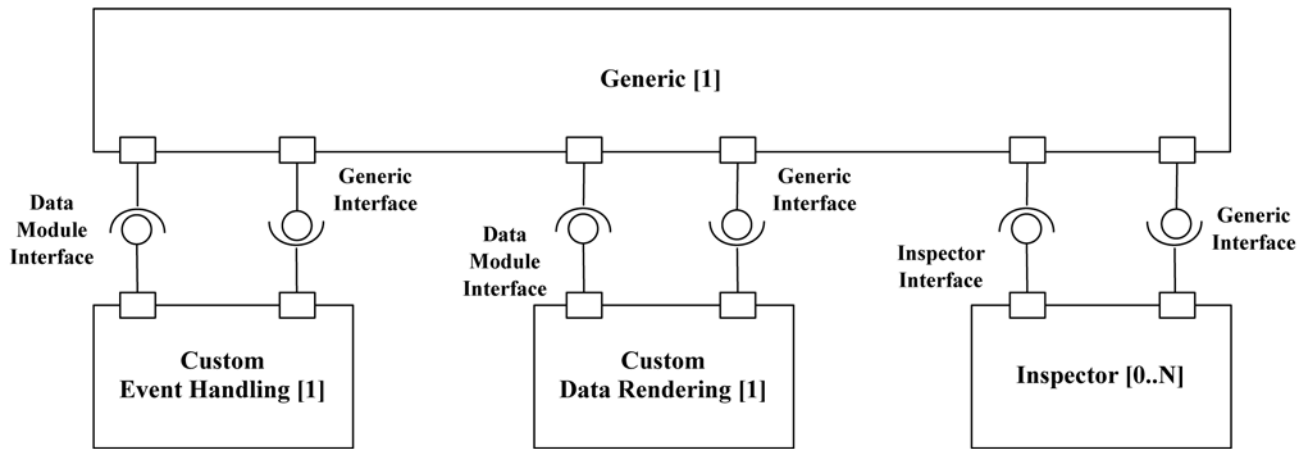 Generic [1]
Data
Module
Interface
Generic
Interface
Data
Module
Interface
Generic
Interface
Inspector
Interface
Generic
Interface
Custom
Event Handling [1]
Custom
Data Rendering [1]
Inspector [0..N]